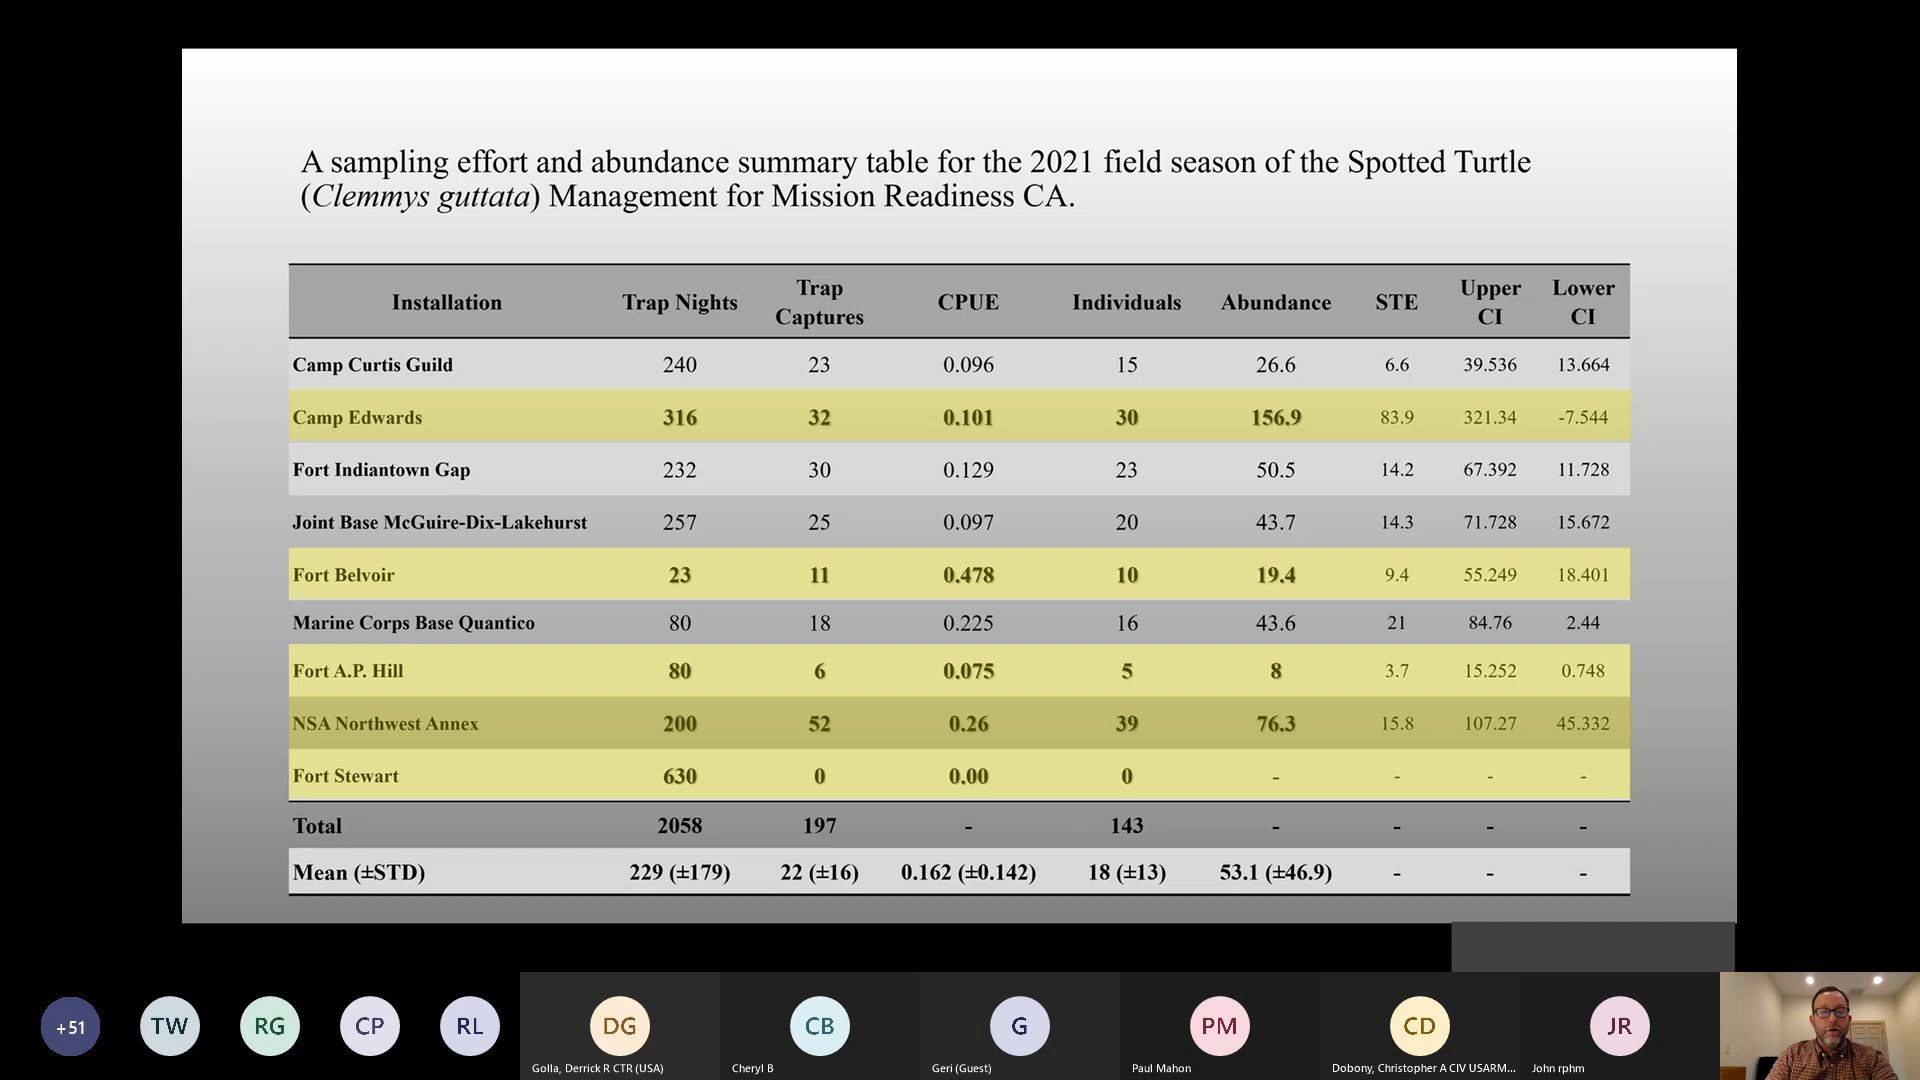 A sampling effort and abundance summary table for the 2021 field season of the Spotted Turtle
(Clemmys guttata) Management for Mission Readiness CA.
Installation Trap Nights Trap Captures CPUE Individuals Abundance STE Upper CI Lower CI
Camp Curtis Guild 240 23 0.096 15 26.6 6.6 39.536 13.664
Camp Edwards 316 32 0.101 30 156.9 83.9 321.34 -7.544
Fort Indiantown Gap 232 30 0.129 23 50.5 14.2 67.392 11.728
Joint Base McGuire-Dix-Lakehurst 257 25 0.097 20 43.7 14.3 71.728 15.672
Fort Belvoir 23 11 0.478 10 19.4 9.4 55.249 18.401
Marine Corps Base Quantico 80 18 0.225 16 43.6 21 84.76 2.44
Fort A.P. Hill 80 6 0.075 5 8 3.7 15.252 0.748
NSA Northwest Annex 200 52 0.26 39 76.3 15.8 107.27 45.332
Fort Stewart 630 0 0.00 0 - - - -
Total 2058 197 - 143 - - - -
Mean (±STD) 229 (±179) 22 (±16) 0.162 (±0.142) 18 (±13) 53.1 (±46.9) - - -
+51 TW RG CP RL DG CB G PM CD JR
Golla, Derrick R CTR (USA) Cheryl B Geri (Guest) Paul Mahon Dobony, Christopher A CIV USARM... John rphm